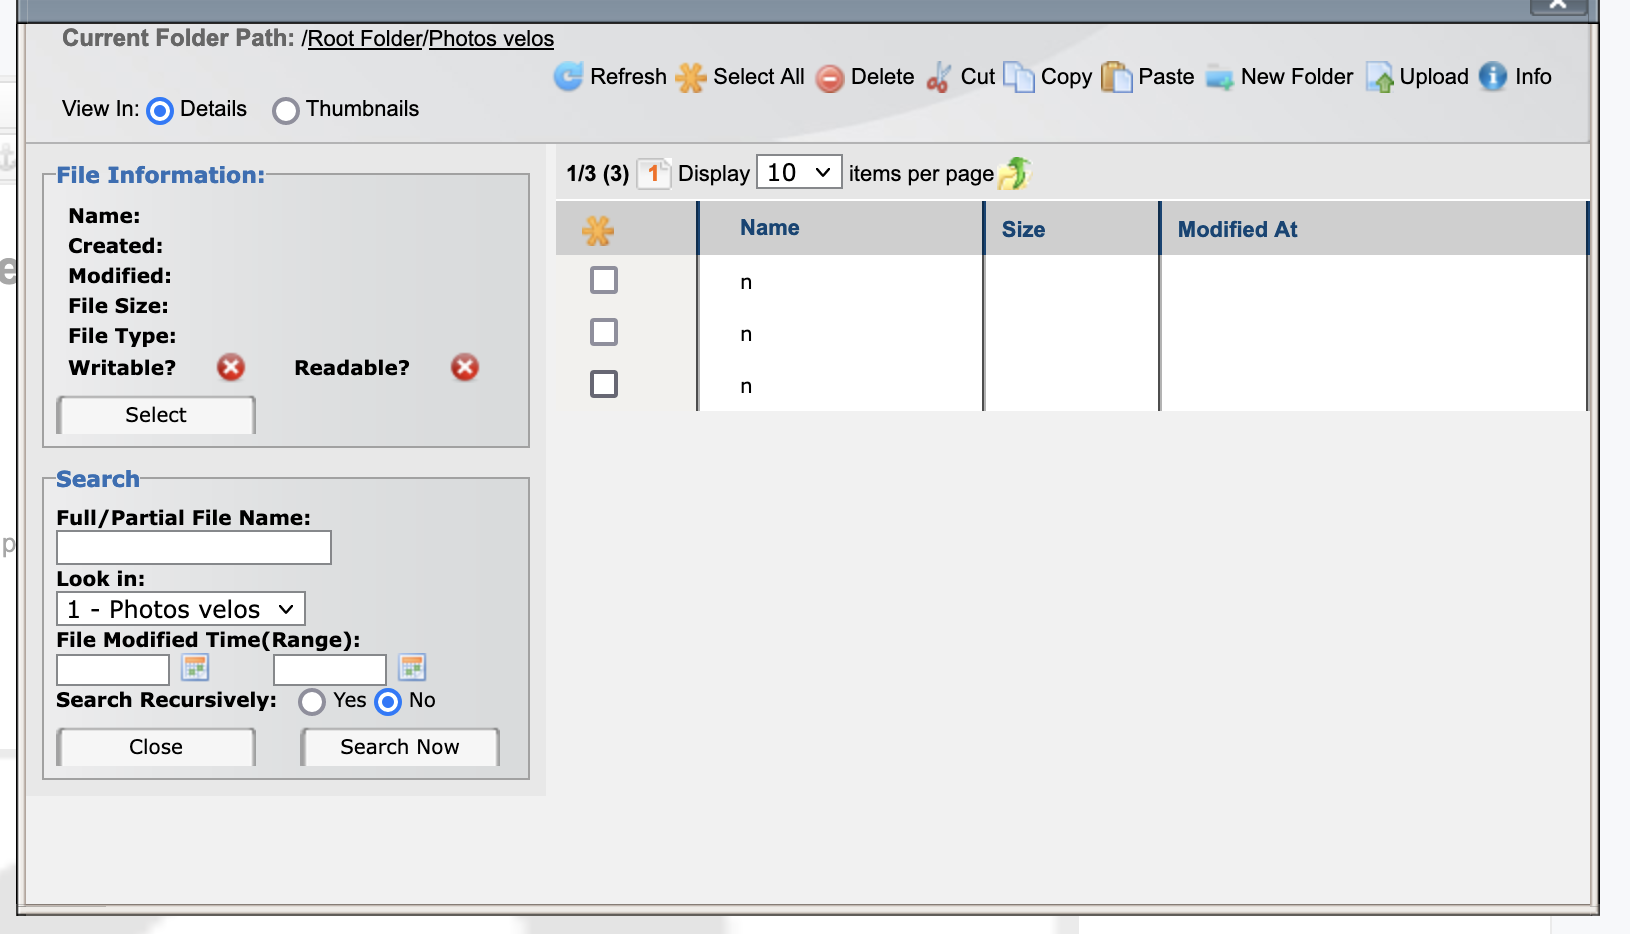 Current Folder Path: /Root Folder/Photos velos
Refresh Select All Delete Cut Copy Paste New Folder Upload Info
View In: Details Thumbnails
File Information:
Name:
Created:
Modified:
File Size:
File Type:
Writable? Readable?
Select
Search
Full/Partial File Name:
Look in:
1 - Photos velos
File Modified Time(Range):
Search Recursively: Yes No
Close Search Now
1/3 (3) 1 Display 10 items per page
Name Size Modified At
n
n
n
e
p